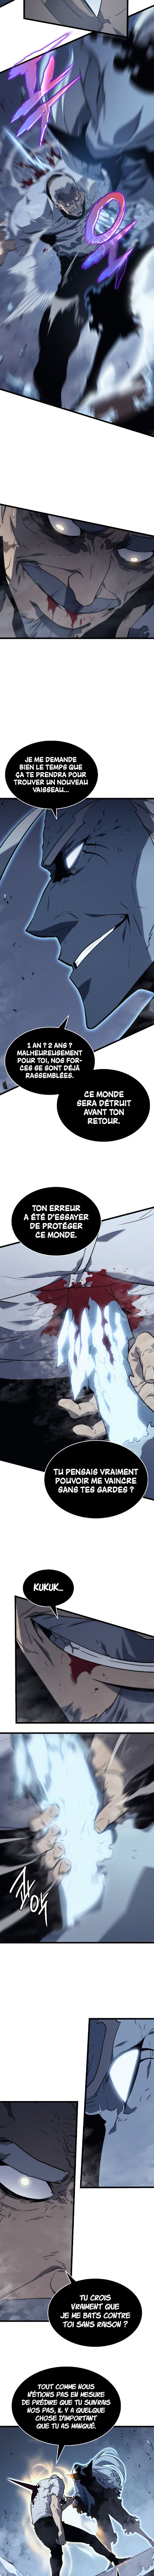 JE ME DEMANDE
BIEN LE TEMPS QUE
ÇA TE PRENDRA POUR
TROUVER UN NOUVEAU
VAISSEAU...
1 AN ? 2 ANS ?
MALHEUREUSEMENT
POUR TOI, NOS FOR-
CES SE SONT DÉJÀ
RASSEMBLÉES.
CE MONDE
SERA DÉTRUIT
AVANT TON
RETOUR.
TON ERREUR
A ÉTÉ D'ESSAYER
DE PROTÉGER
CE MONDE.
TU PENSAIS VRAIMENT
POUVOIR ME VAINCRE
SANS TES GARDES ?
KUKUK..
TU CROIS
VRAIMENT QUE
JE ME BATS CONTRE
TOI SANS RAISON ?
TOUT COMME NOUS
N'ÉTIONS PAS EN MESURE
DE PRÉDIRE QUE TU SUIVRAIS
NOS PAS, IL Y A QUELQUE
CHOSE D'IMPORTANT
QUE TU AS MANQUÉ.